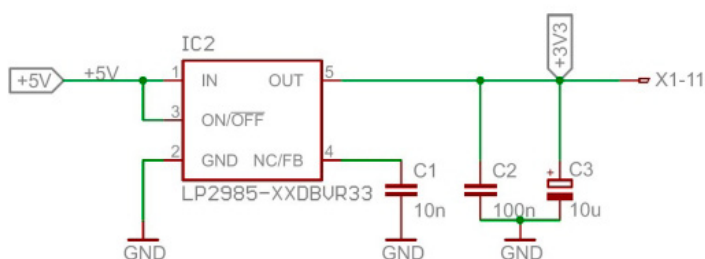 IC2
+5V
+5V
1
IN
OUT
5
+3V3
X1-11
3
ON/OFF
2
GND
NC/FB
4
LP2985-XXDBVR33
C1
10n
C2
100n
+
C3
10u
GND
GND
GND